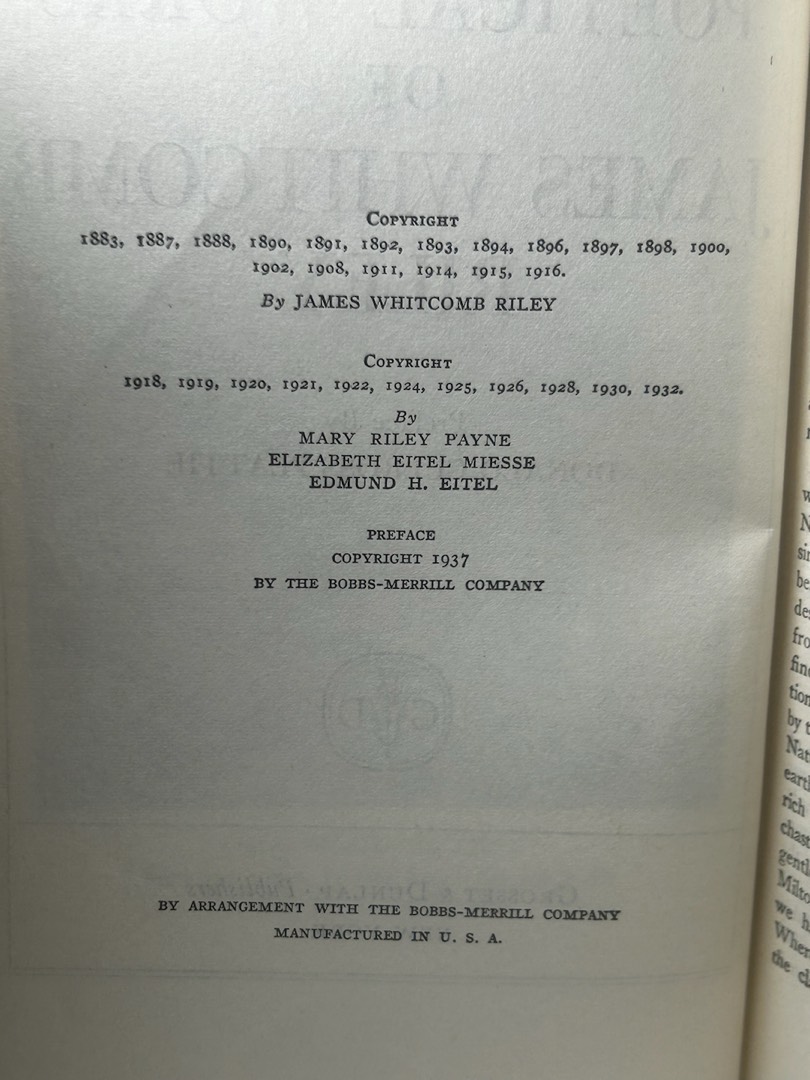 COPYRIGHT
1883, 1887, 1888, 1890, 1891, 1892, 1893, 1894, 1896, 1897, 1898, 1900,
1902, 1908, 1911, 1914, 1915, 1916.
By JAMES WHITCOMB RILEY
COPYRIGHT
1918, 1919, 1920, 1921, 1922, 1924, 1925, 1926, 1928, 1930, 1932.
By
MARY RILEY PAYNE
ELIZABETH EITEL MIESSE
EDMUND H. EITEL
PREFACE
COPYRIGHT 1937
BY THE BOBBS-MERRILL COMPANY
BY ARRANGEMENT WITH THE BOBBS-MERRILL COMPANY
MANUFACTURED IN U. S. A.